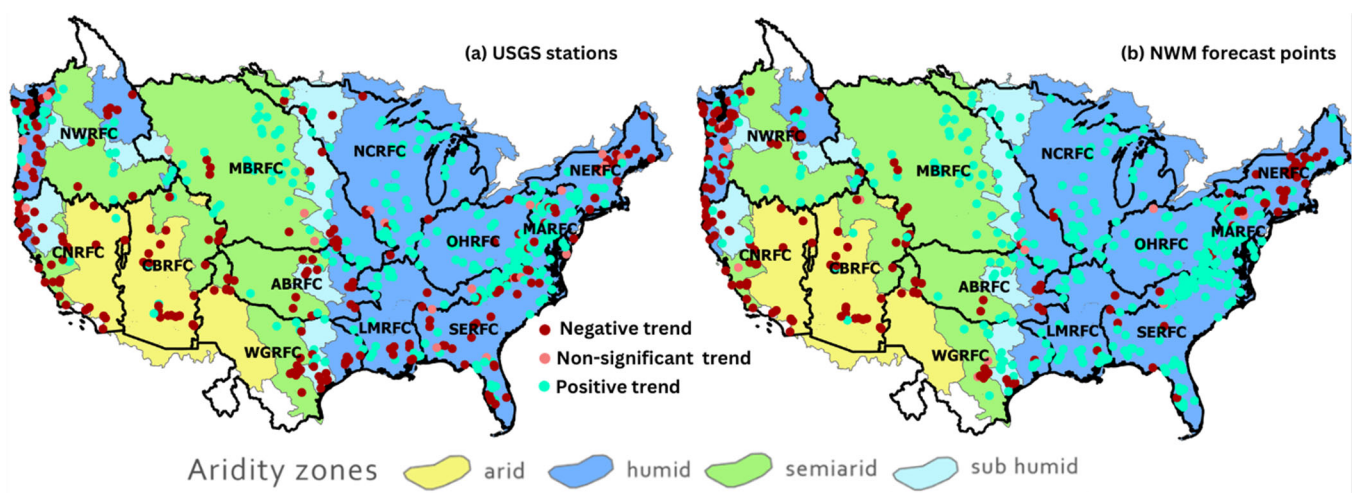 (a) USGS stations
(b) NWM forecast points
NWRFC
MBRFC
NCRFC
NERFC
CNRFC
CBRFC
ABRFC
OHRFC
MARFC
WGRFC
LMRFC
SERFC
NWRFC
MBRFC
NCRFC
NERFC
CNRFC
CBRFC
ABRFC
OHRFC
MARFC
WGRFC
LMRFC
SERFC
Negative trend
Non-significant trend
Positive trend
Aridity zones arid humid semiarid sub humid